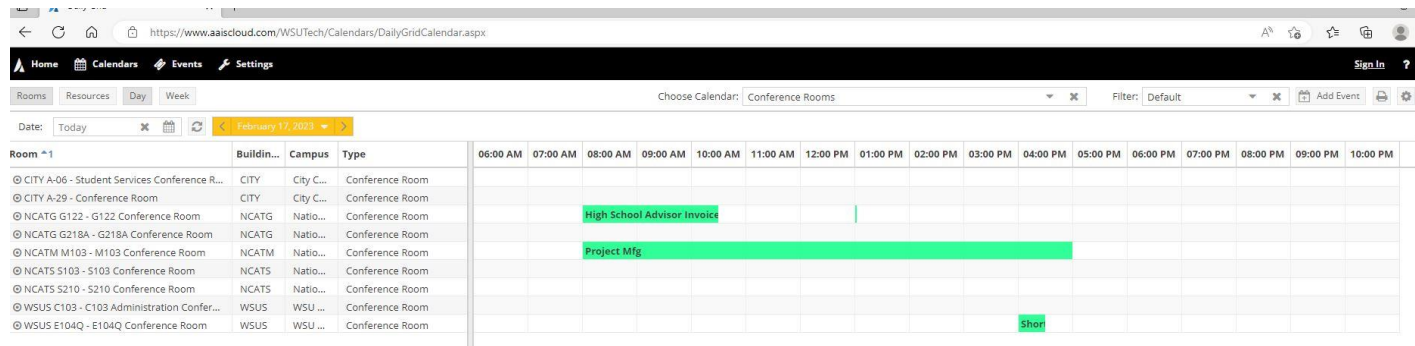 https://www.aaiscloud.com/WSUTech/Calendars/DailyGridCalendar.aspx
Home Calendars Events Settings Sign In ?
Rooms Resources Day Week Choose Calendar: Conference Rooms Filter: Default Add Event
Date: Today February 17, 2023
Room 1 Buildin... Campus Type 06:00 AM 07:00 AM 08:00 AM 09:00 AM 10:00 AM 11:00 AM 12:00 PM 01:00 PM 02:00 PM 03:00 PM 04:00 PM 05:00 PM 06:00 PM 07:00 PM 08:00 PM 09:00 PM 10:00 PM
CITY A-06 - Student Services Conference R... CITY City C... Conference Room
CITY A-29 - Conference Room CITY City C... Conference Room
NCATG G122 - G122 Conference Room NCATG Natio... Conference Room High School Advisor Invoice
NCATG G218A - G218A Conference Room NCATG Natio... Conference Room
NCATM M103 - M103 Conference Room NCATM Natio... Conference Room Project Mfg
NCATS S103 - S103 Conference Room NCATS Natio... Conference Room
NCATS S210 - S210 Conference Room NCATS Natio... Conference Room
WSUS C103 - C103 Administration Confer... WSUS WSU ... Conference Room
WSUS E104Q - E104Q Conference Room WSUS WSU ... Conference Room Shor